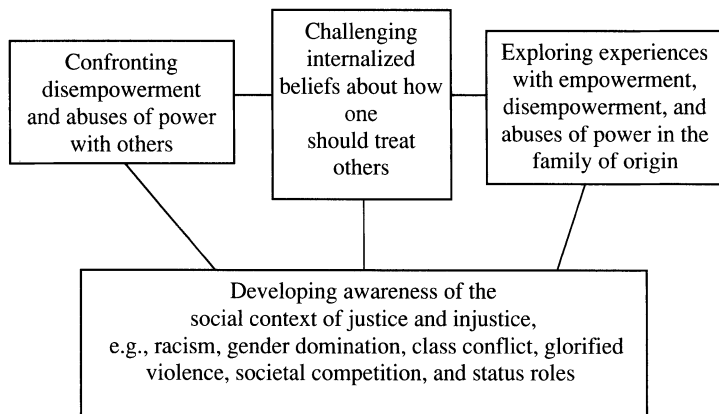 Confronting
disempowerment
and abuses of power
with others
Challenging
internalized
beliefs about how
one
should treat
others
Exploring experiences
with empowerment,
disempowerment, and
abuses of power in the
family of origin
Developing awareness of the
social context of justice and injustice,
e.g., racism, gender domination, class conflict, glorified
violence, societal competition, and status roles